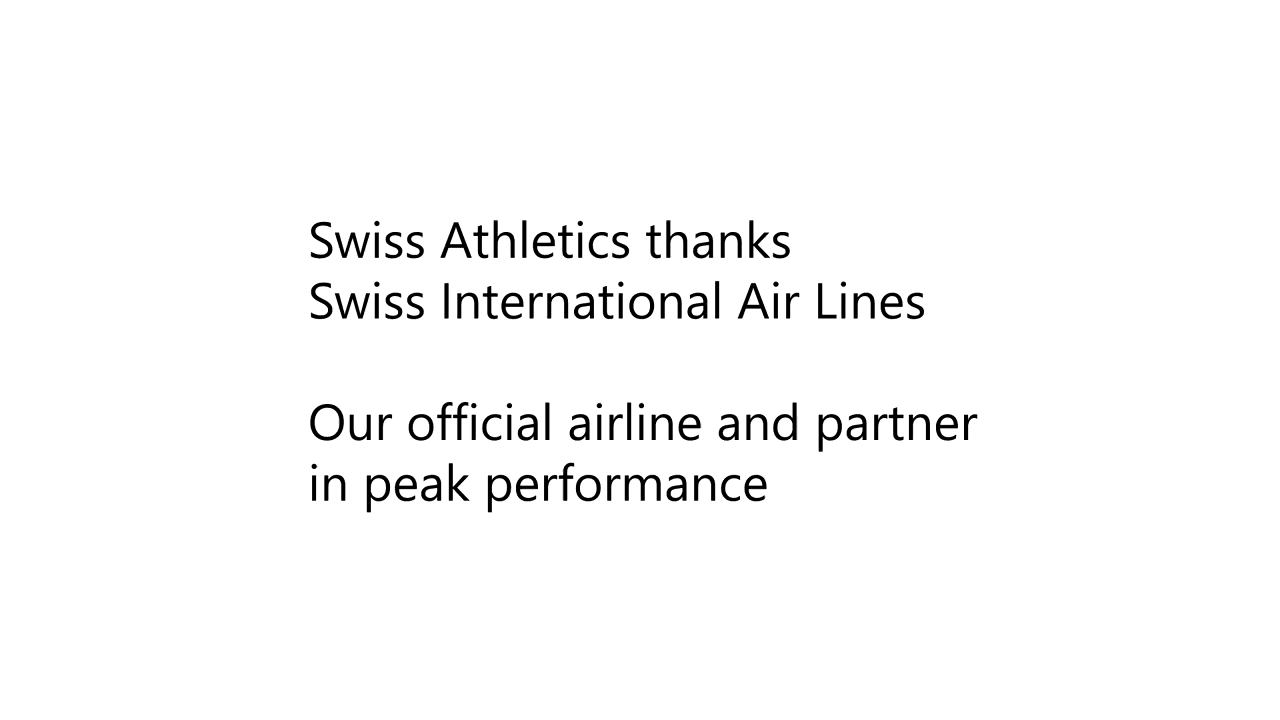 Swiss Athletics thanks
Swiss International Air Lines
Our official airline and partner
in peak performance